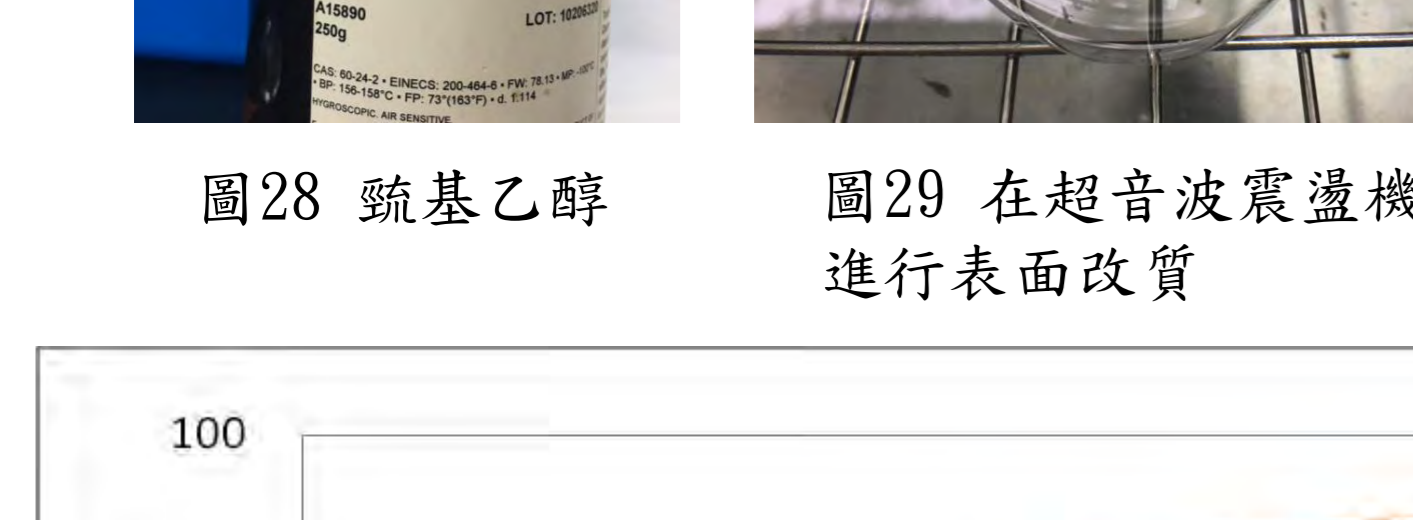 A15890
LOT: 10206320
250g
CAS: 60-24-2 • EINECS: 200-464-6 • FW: 78.13 • MP: -100°C
• BP: 156-158°C • FP: 73°(163°F) • d. 1.114
HYGROSCOPIC. AIR SENSITIVE
圖28 巰基乙醇
圖29 在超音波震盪機
進行表面改質
100